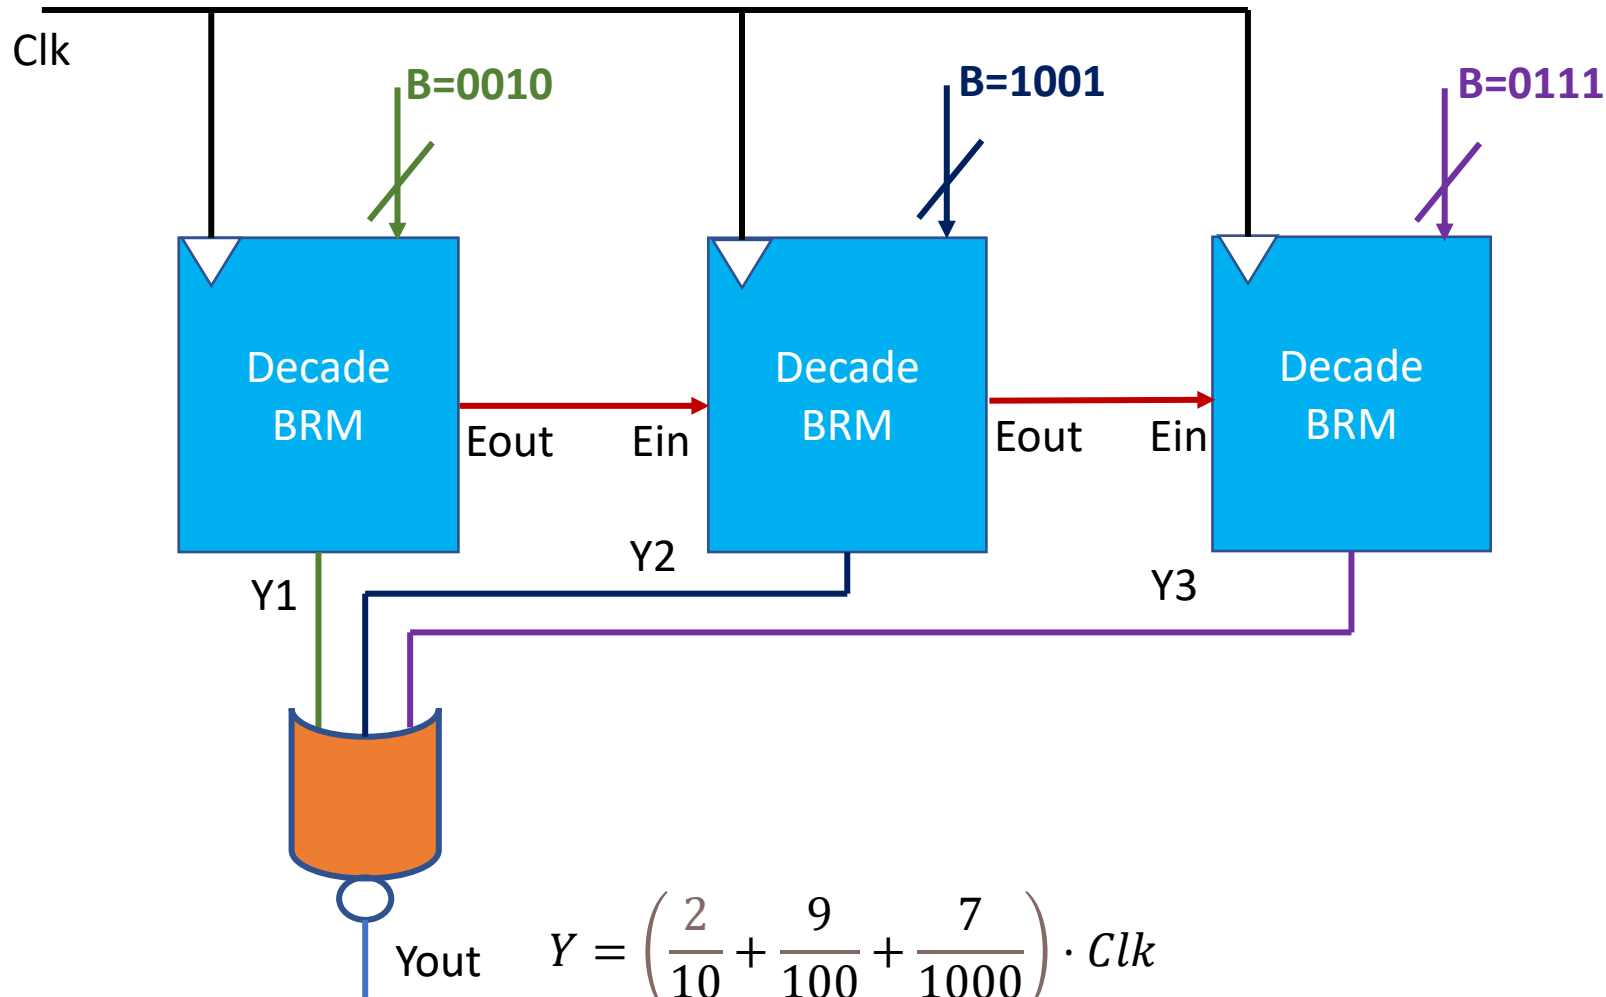 Clk
B=0010
B=1001
B=0111
Decade
BRM
Decade
BRM
Decade
BRM
Eout
Ein
Eout
Ein
Y1
Y2
Y3
Yout
Y = (2/10 + 9/100 + 7/1000) · Clk